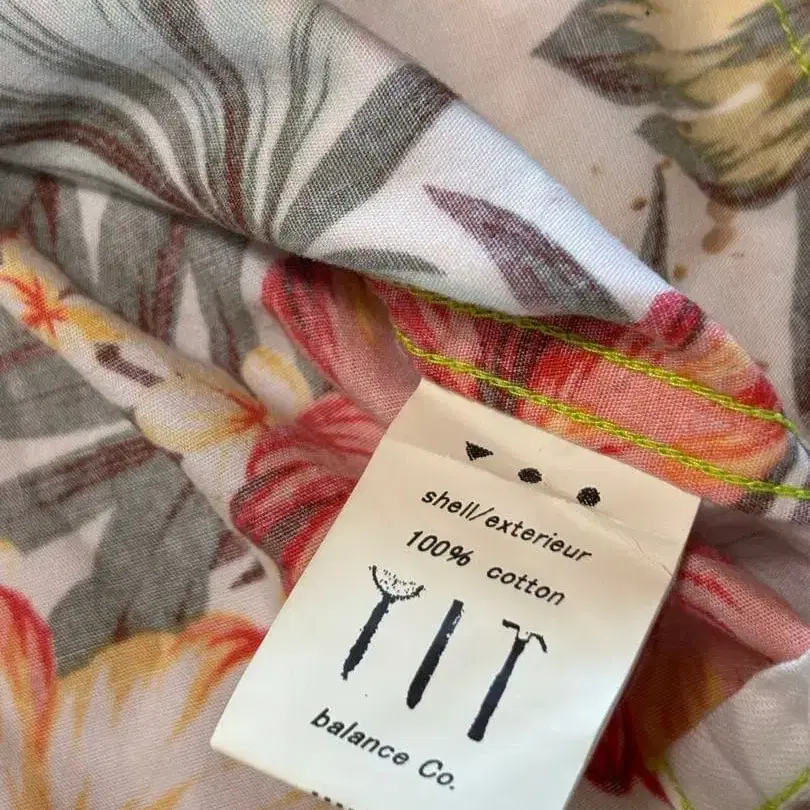 shell/exterieur
100% cotton
balance Co.